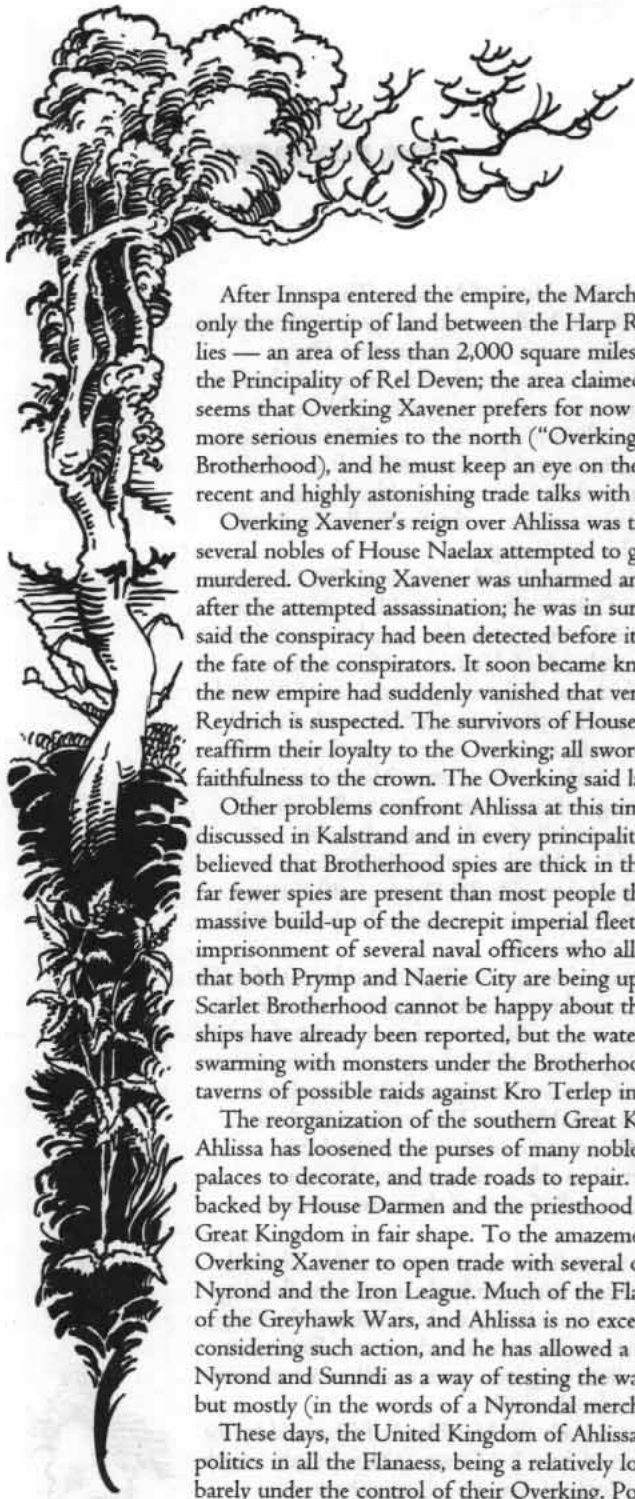 After Innspa entered the empire, the March
only the fingertip of land between the Harp R
lies — an area of less than 2,000 square miles
the Principality of Rel Deven; the area claimed
seems that Overking Xavener prefers for now
more serious enemies to the north (“Overking
Brotherhood), and he must keep an eye on the
recent and highly astonishing trade talks with
Overking Xavener's reign over Ahlissa was t
several nobles of House Naelax attempted to g
murdered. Overking Xavener was unharmed an
after the attempted assassination; he was in sur
said the conspiracy had been detected before it
the fate of the conspirators. It soon became kn
the new empire had suddenly vanished that ver
Reydrich is suspected. The survivors of House
reaffirm their loyalty to the Overking; all swor
faithfulness to the crown. The Overking said l
Other problems confront Ahlissa at this tim
discussed in Kalstrand and in every principalit
believed that Brotherhood spies are thick in th
far fewer spies are present than most people th
massive build-up of the decrepit imperial fleet
imprisonment of several naval officers who all
that both Prymp and Naerie City are being up
Scarlet Brotherhood cannot be happy about th
ships have already been reported, but the wate
swarming with monsters under the Brotherhoo
taverns of possible raids against Kro Terlep in
The reorganization of the southern Great K
Ahlissa has loosened the purses of many noble
palaces to decorate, and trade roads to repair.
backed by House Darmen and the priesthood
Great Kingdom in fair shape. To the amazeme
Overking Xavener to open trade with several o
Nyrond and the Iron League. Much of the Fla
of the Greyhawk Wars, and Ahlissa is no exce
considering such action, and he has allowed a
Nyrond and Sunndi as a way of testing the wa
but mostly (in the words of a Nyrondal merch
These days, the United Kingdom of Ahlissa
politics in all the Flanaess, being a relatively lo
barely under the control of their Overking. Po